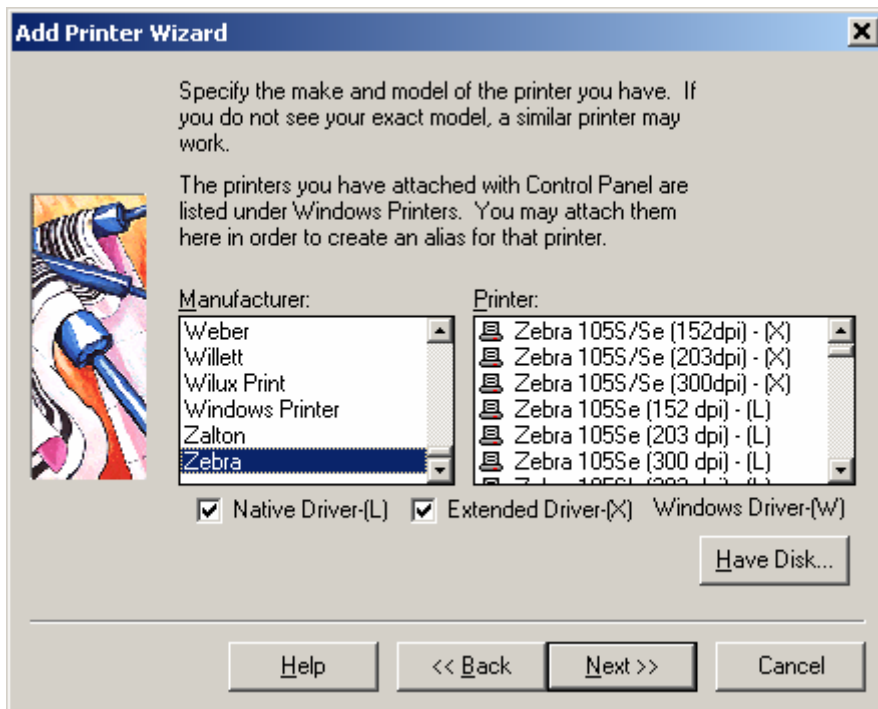 Add Printer Wizard
Specify the make and model of the printer you have. If
you do not see your exact model, a similar printer may
work.
The printers you have attached with Control Panel are
listed under Windows Printers. You may attach them
here in order to create an alias for that printer.
Manufacturer:
Weber
Willett
Wilux Print
Windows Printer
Zalton
Zebra
Printer:
Zebra 105S/Se (152dpi) - (X)
Zebra 105S/Se (203dpi) - (X)
Zebra 105S/Se (300dpi) - (X)
Zebra 105Se (152 dpi) - (L)
Zebra 105Se (203 dpi) - (L)
Zebra 105Se (300 dpi) - (L)
Native Driver-(L) Extended Driver-(X) Windows Driver-(W)
Have Disk...
Help << Back Next >> Cancel